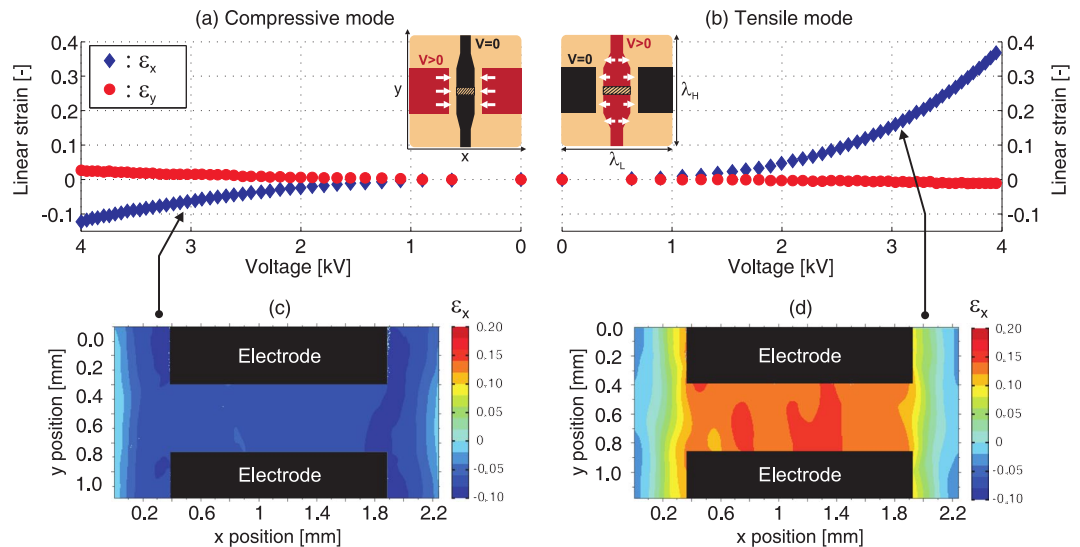 (a) Compressive mode
(b) Tensile mode
Linear strain [-]
0.4
0.3
0.2
0.1
0
-0.1
: εx
: εy
V=0
V>0
y
x
V>0
V=0
λH
λL
0.4
0.3
0.2
0.1
0
-0.1
Linear strain [-]
4 3 2 1 0
Voltage [kV]
0 1 2 3 4
Voltage [kV]
(c)
εx
(d)
εx
y position [mm]
0.0
0.2
0.4
0.6
0.8
1.0
Electrode
Electrode
0.20
0.15
0.10
0.05
0
-0.05
-0.10
0.2 0.6 1 1.4 1.8 2.2
x position [mm]
y position [mm]
0.0
0.2
0.4
0.6
0.8
1.0
Electrode
Electrode
0.20
0.15
0.10
0.05
0
-0.05
-0.10
0.2 0.6 1 1.4 1.8 2.2
x position [mm]